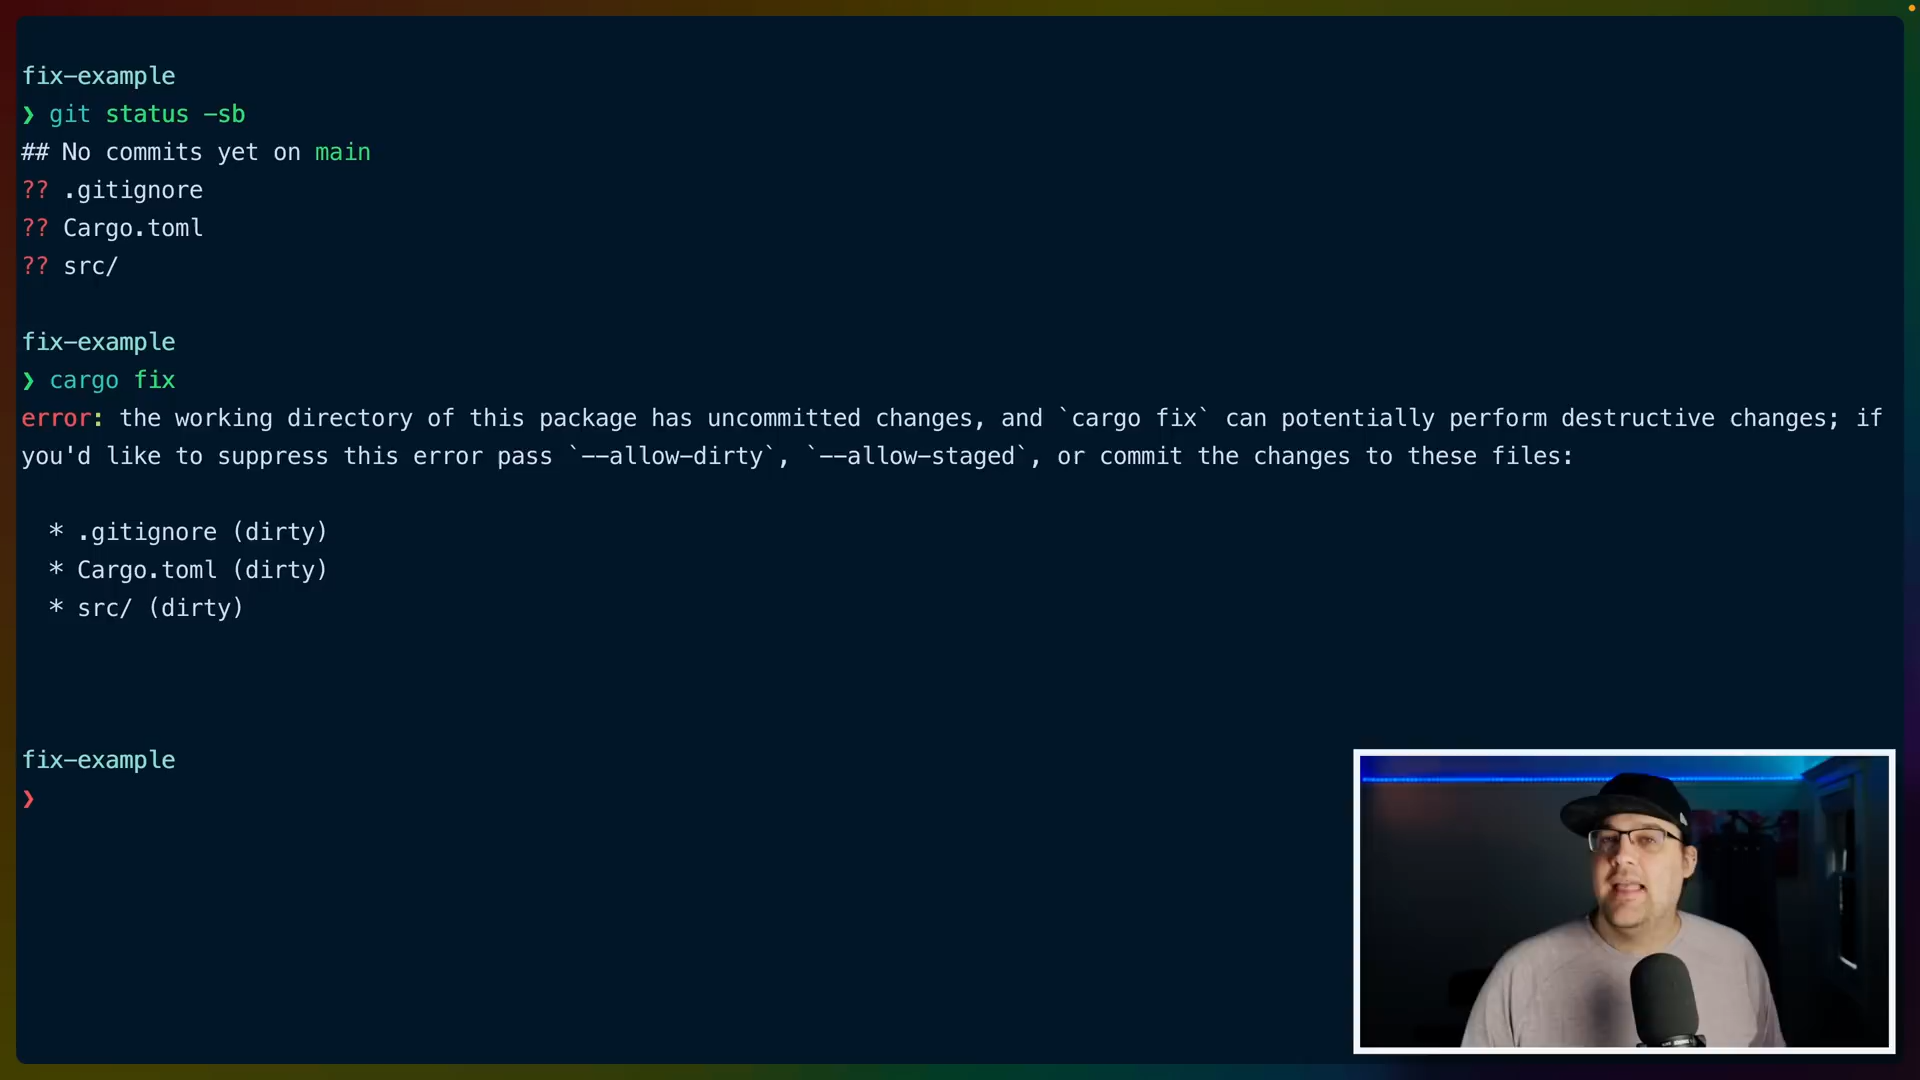 fix-example
❯ git status -sb
## No commits yet on main
?? .gitignore
?? Cargo.toml
?? src/
fix-example
❯ cargo fix
error: the working directory of this package has uncommitted changes, and `cargo fix` can potentially perform destructive changes; if
you'd like to suppress this error pass `--allow-dirty`, `--allow-staged`, or commit the changes to these files:
* .gitignore (dirty)
* Cargo.toml (dirty)
* src/ (dirty)
fix-example
❯